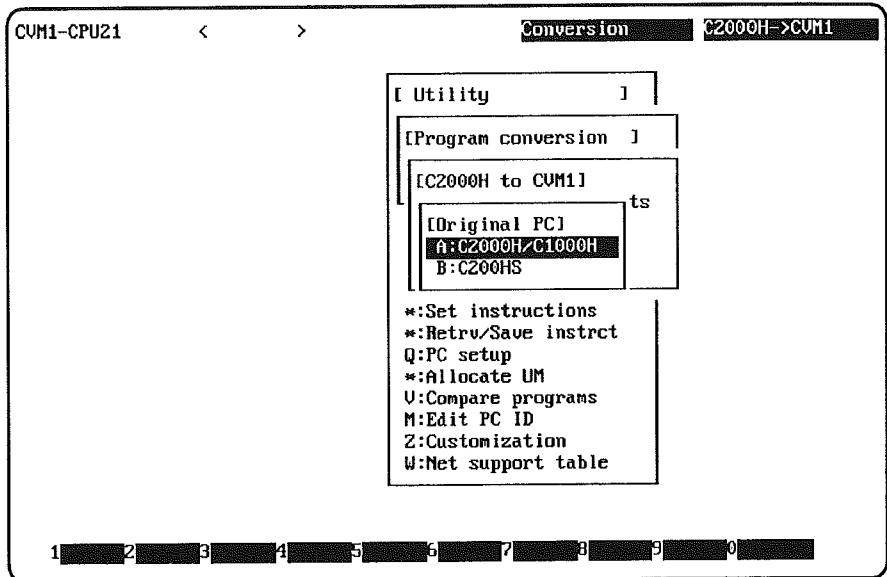 CVM1-CPU21 < > Conversion C2000H->CVM1
[ Utility ]
[Program conversion ]
[C2000H to CVM1]
ts
[Original PC]
A:C2000H/C1000H
B:C200HS
*:Set instructions
*:Retrv/Save instrct
Q:PC setup
*:Allocate UM
V:Compare programs
M:Edit PC ID
Z:Customization
W:Net support table
1 2 3 4 5 6 7 8 9 0